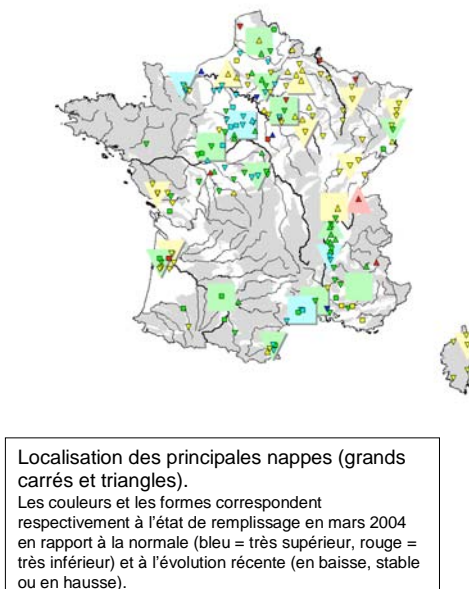 Localisation des principales nappes (grands
carrés et triangles).
Les couleurs et les formes correspondent
respectivement à l'état de remplissage en mars 2004
en rapport à la normale (bleu = très supérieur, rouge =
très inférieur) et à l'évolution récente (en baisse, stable
ou en hausse).